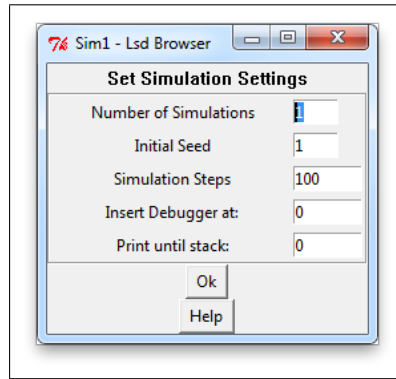 7% Sim1 - Lsd Browser
Set Simulation Settings
Number of Simulations 1
Initial Seed 1
Simulation Steps 100
Insert Debugger at: 0
Print until stack: 0
Ok
Help